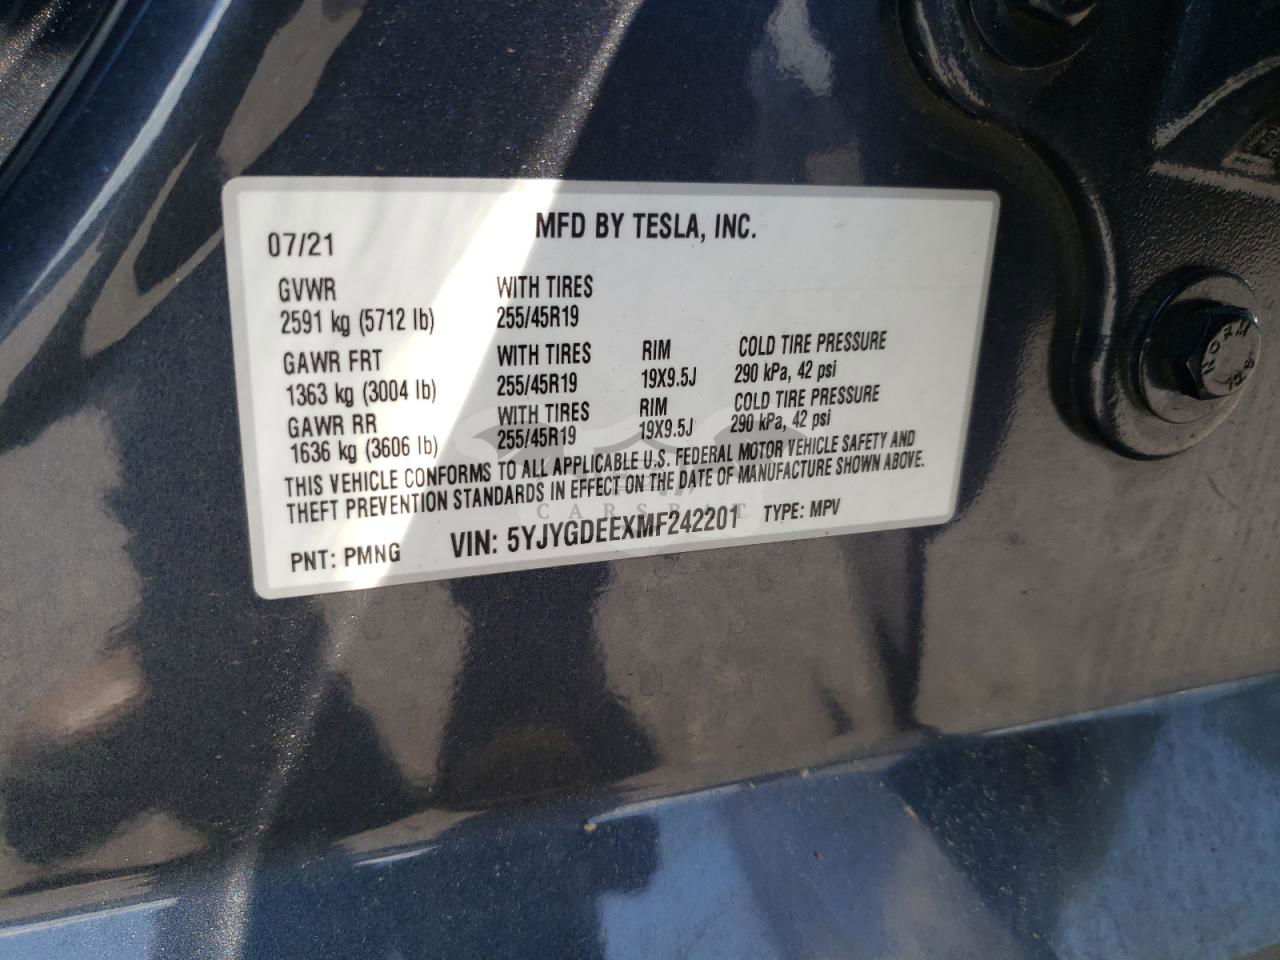 MFD BY TESLA, INC.
07/21
GVWR WITH TIRES
2591 kg (5712 lb) 255/45R19
GAWR FRT WITH TIRES RIM COLD TIRE PRESSURE
1363 kg (3004 lb) 255/45R19 19X9.5J 290 kPa, 42 psi
GAWR RR WITH TIRES RIM COLD TIRE PRESSURE
1636 kg (3606 lb) 255/45R19 19X9.5J 290 kPa, 42 psi
THIS VEHICLE CONFORMS TO ALL APPLICABLE U.S. FEDERAL MOTOR VEHICLE SAFETY AND
THEFT PREVENTION STANDARDS IN EFFECT ON THE DATE OF MANUFACTURE SHOWN ABOVE.
CARSBAT
PNT: PMNG VIN: 5YJYGDEEXMF242201 TYPE: MPV